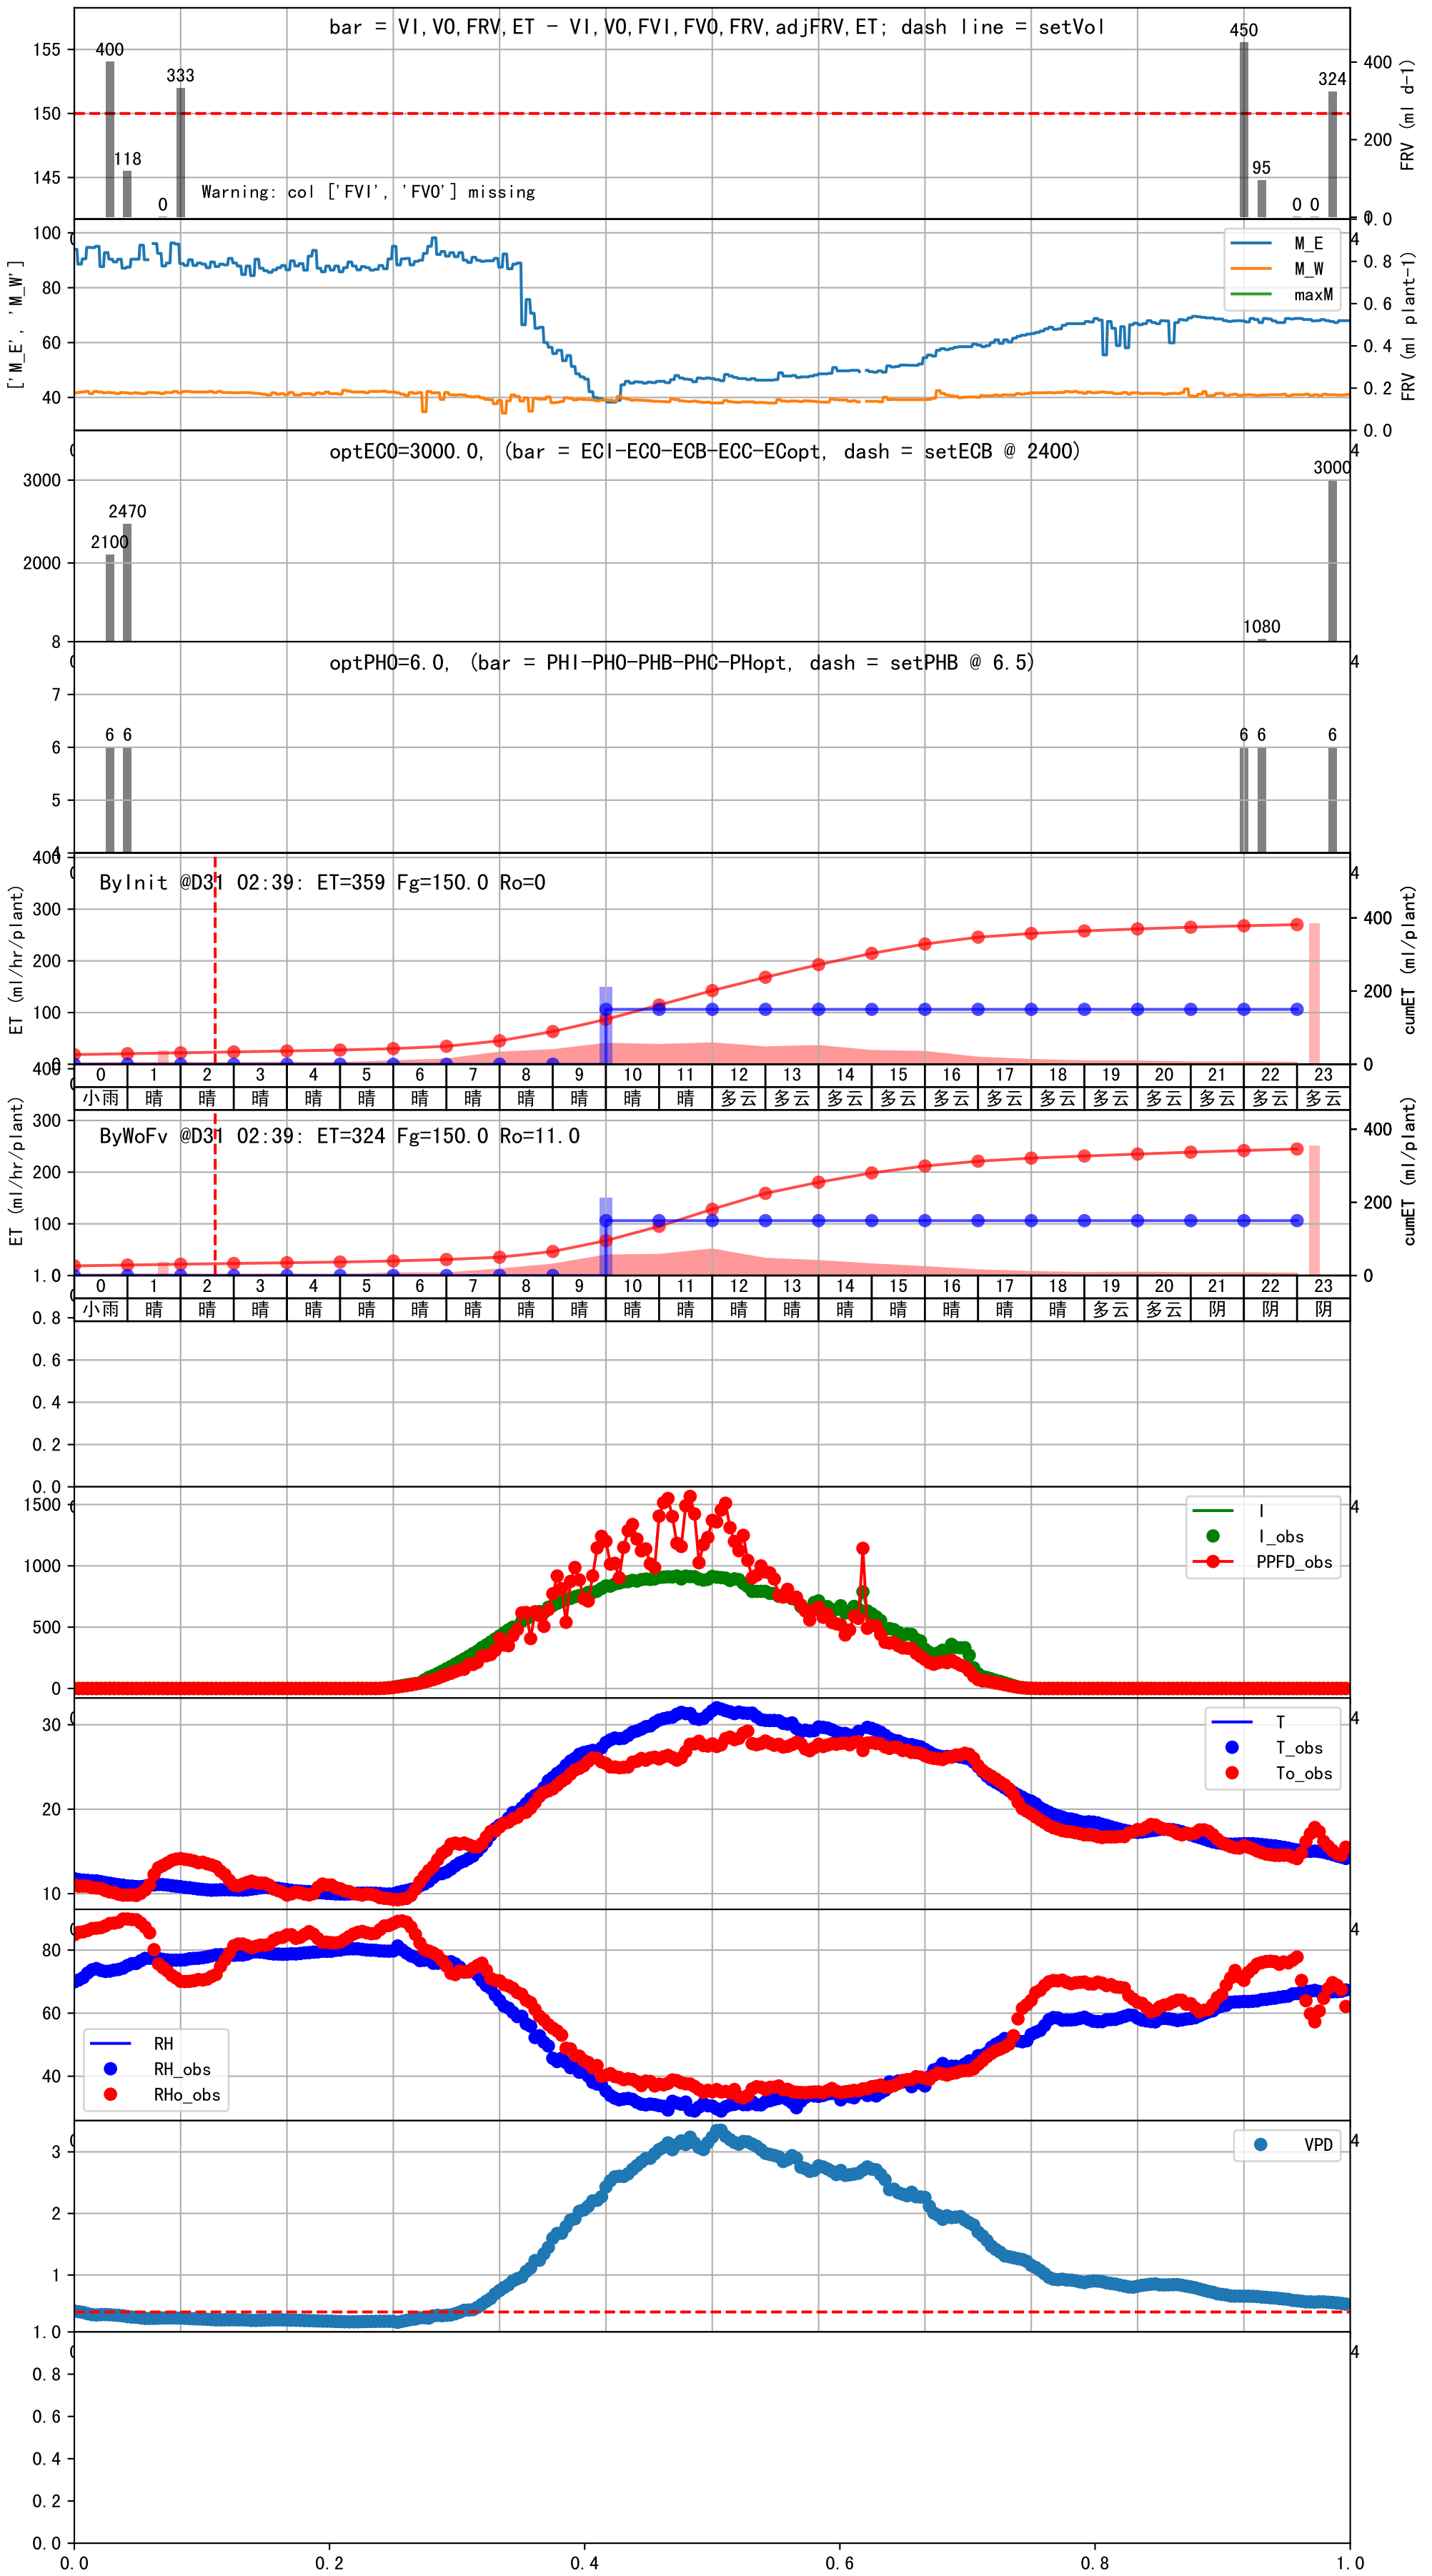 bar = VI,VO,FRV,ET - VI,VO,FVI,FVO,FRV,adjFRV,ET; dash line = setVol
155
150
145
400
118
0
333
450
95
0
0
324
400
200
0
FRV (ml d-1)
Warning: col ['FVI', 'FVO'] missing
['M_E', 'M_W']
100
80
60
40
M_E
M_W
maxM
1.0
0.8
0.6
0.4
0.2
0.0
FRV (ml plant-1)
optECO=3000.0, (bar = ECI-ECO-ECB-ECC-ECopt, dash = setECB @ 2400)
3000
2000
2100
2470
1080
3000
optPHO=6.0, (bar = PHI-PHO-PHB-PHC-PHopt, dash = setPHB @ 6.5)
8
7
6
5
4
6
6
6
6
6
ByInit @D31 02:39: ET=359 Fg=150.0 Ro=0
ET (ml/hr/plant)
400
300
200
100
0
400
200
0
cumET (ml/plant)
0 1 2 3 4 5 6 7 8 9 10 11 12 13 14 15 16 17 18 19 20 21 22 23
小雨 晴 晴 晴 晴 晴 晴 晴 晴 晴 晴 晴 多云 多云 多云 多云 多云 多云 多云 多云 多云 多云 多云 多云
ByWoFv @D31 02:39: ET=324 Fg=150.0 Ro=11.0
ET (ml/hr/plant)
400
300
200
100
400
200
0
cumET (ml/plant)
0 1 2 3 4 5 6 7 8 9 10 11 12 13 14 15 16 17 18 19 20 21 22 23
小雨 晴 晴 晴 晴 晴 晴 晴 晴 晴 晴 晴 晴 晴 晴 晴 晴 晴 晴 多云 多云 阴 阴 阴
1.0
0.8
0.6
0.4
0.2
0.0
1500
1000
500
0
I
I_obs
PPFD_obs
30
20
10
T
T_obs
To_obs
80
60
40
RH
RH_obs
RHo_obs
3
2
1
VPD
1.0
0.8
0.6
0.4
0.2
0.0
0.0 0.2 0.4 0.6 0.8 1.0